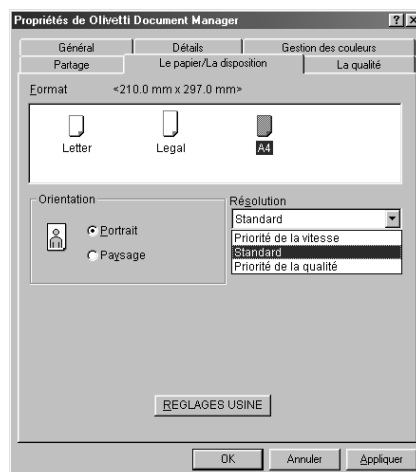 Propriétés de Olivetti Document Manager
Général Détails Gestion des couleurs
Partage Le papier/La disposition La qualité
Format <210.0 mm x 297.0 mm>
Letter Legal A4
Orientation
Portrait
Paysage
Résolution
Standard
Priorité de la vitesse
Standard
Priorité de la qualité
REGLAGES USINE
OK Annuler Appliquer